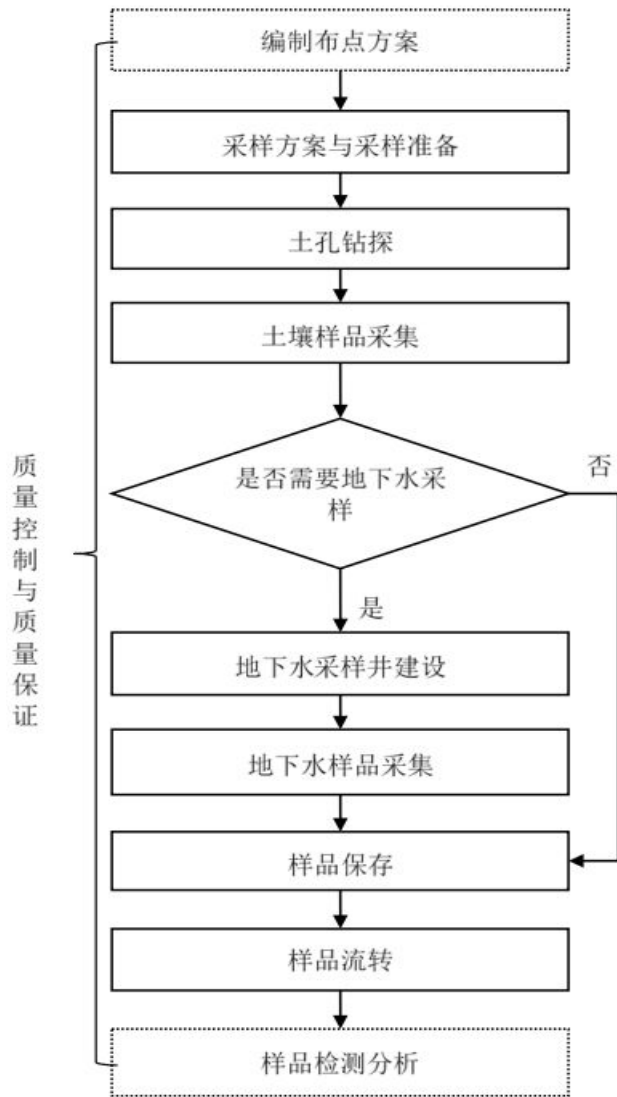 编制布点方案
采样方案与采样准备
土孔钻探
土壤样品采集
是否需要地下水采
样
否
是
地下水采样井建设
地下水样品采集
样品保存
样品流转
样品检测分析
质量控制与质量保证